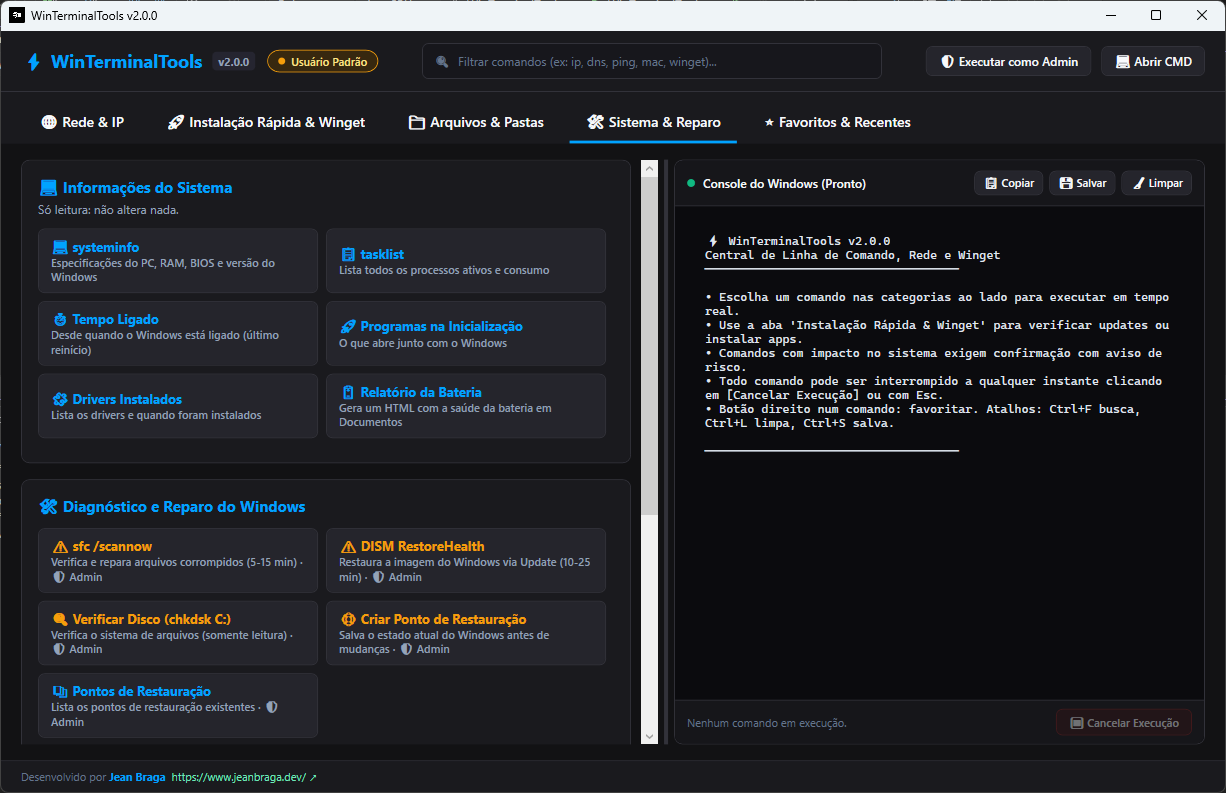 WinTerminalTools v2.0.0
WinTerminalTools v2.0.0
Usuário Padrão
Filtrar comandos (ex: ip, dns, ping, mac, winget)...
Executar como Admin
Abrir CMD
Rede & IP
Instalação Rápida & Winget
Arquivos & Pastas
Sistema & Reparo
★ Favoritos & Recentes
Informações do Sistema
Só leitura: não altera nada.
systeminfo
Especificações do PC, RAM, BIOS e versão do
Windows
tasklist
Lista todos os processos ativos e consumo
Tempo Ligado
Desde quando o Windows está ligado (último
reinício)
Programas na Inicialização
O que abre junto com o Windows
Drivers Instalados
Lista os drivers e quando foram instalados
Relatório da Bateria
Gera um HTML com a saúde da bateria em
Documentos
Diagnóstico e Reparo do Windows
sfc /scannow
Verifica e repara arquivos corrompidos (5-15 min) ·
Admin
DISM RestoreHealth
Restaura a imagem do Windows via Update (10-25
min) · Admin
Verificar Disco (chkdsk C:)
Verifica o sistema de arquivos (somente leitura) ·
Admin
Criar Ponto de Restauração
Salva o estado atual do Windows antes de
mudanças · Admin
Pontos de Restauração
Lista os pontos de restauração existentes ·
Admin
Console do Windows (Pronto)
Copiar
Salvar
Limpar
WinTerminalTools v2.0.0
Central de Linha de Comando, Rede e Winget
• Escolha um comando nas categorias ao lado para executar em tempo
real.
• Use a aba 'Instalação Rápida & Winget' para verificar updates ou
instalar apps.
• Comandos com impacto no sistema exigem confirmação com aviso de
risco.
• Todo comando pode ser interrompido a qualquer instante clicando
em [Cancelar Execução] ou com Esc.
• Botão direito num comando: favoritar. Atalhos: Ctrl+F busca,
Ctrl+L limpa, Ctrl+S salva.
Nenhum comando em execução.
Cancelar Execução
Desenvolvido por Jean Braga https://www.jeanbraga.dev/ ↗